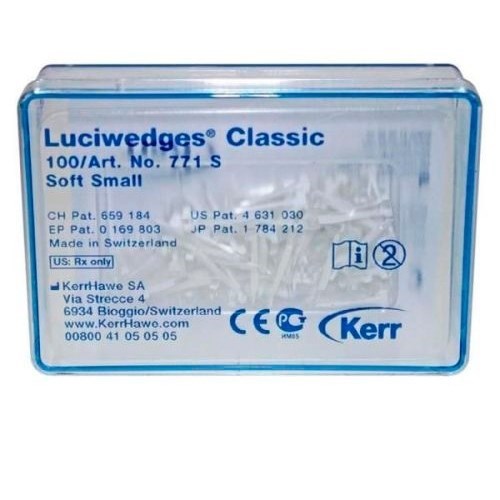 Luciwedges® Classic
100/Art. No. 771 S
Soft Small
CH Pat. 659 184 US Pat. 4 631 030
EP Pat. 0 169 803 JP Pat. 1 784 212
Made in Switzerland
US: Rx only
KerrHawe SA
Via Strecce 4
6934 Bioggio/Switzerland
www.KerrHawe.com
00800 41 05 05 05
CE
Kerr